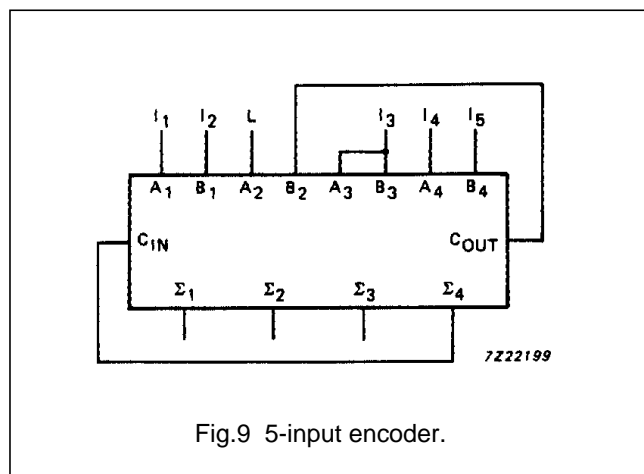 I1 I2 L I3 I4 I5
A1 B1 A2 B2 A3 B3 A4 B4
CIN COUT
Σ1 Σ2 Σ3 Σ4
7Z22199
Fig.9 5-input encoder.